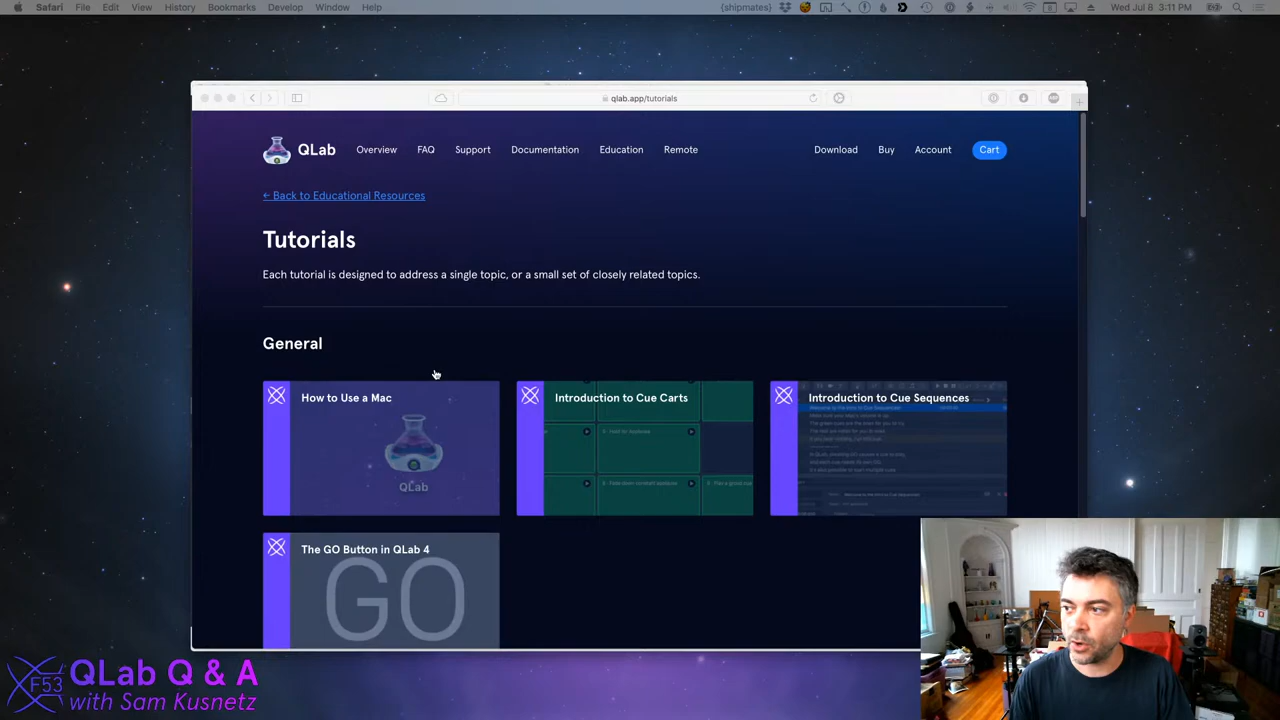 Safari File Edit View History Bookmarks Develop Window Help {shipmates} Wed Jul 8 3:11 PM
qlab.app/tutorials
QLab Overview FAQ Support Documentation Education Remote Download Buy Account Cart
← Back to Educational Resources
Tutorials
Each tutorial is designed to address a single topic, or a small set of closely related topics.
General
How to Use a Mac
QLab
Introduction to Cue Carts
Introduction to Cue Sequences
The GO Button in QLab 4
GO
F53
QLab Q & A
with Sam Kusnetz